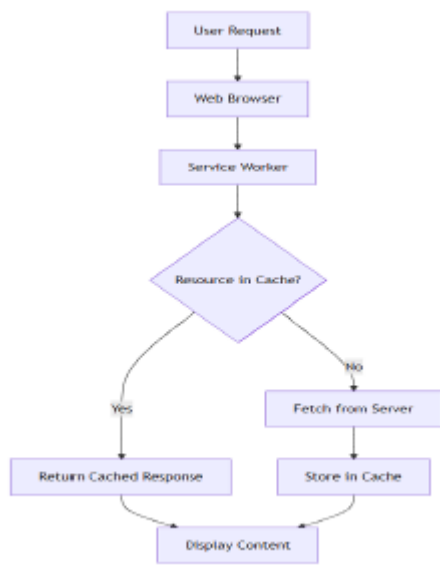 User Request
Web Browser
Service Worker
Resource in Cache?
No
Yes
Fetch from Server
Return Cached Response
Store in Cache
Display Content